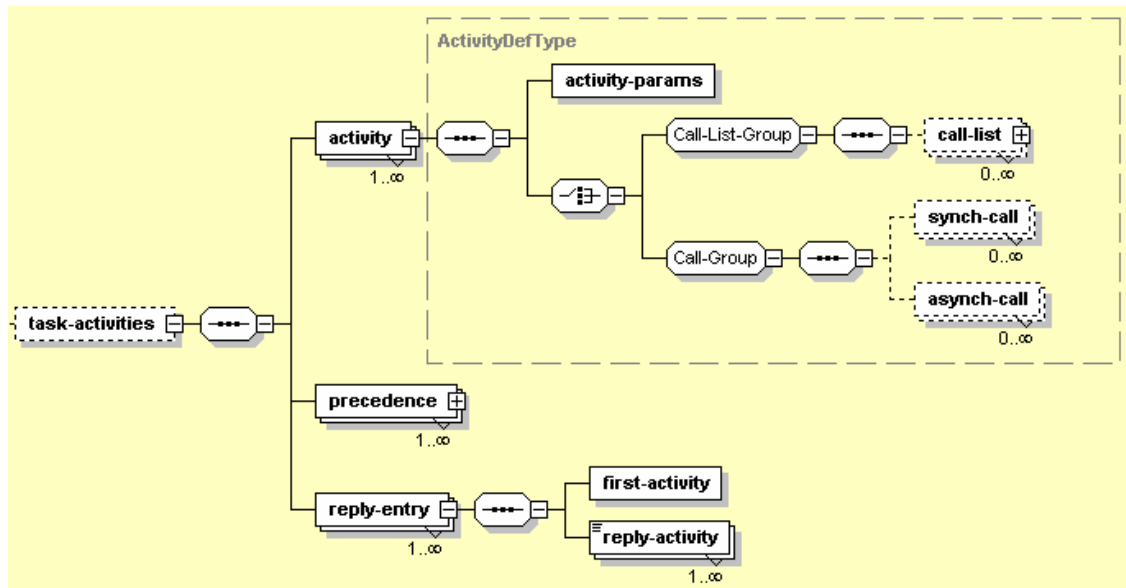 ActivityDefType
activity-params
activity
1..∞
Call-List-Group
call-list
0..∞
synch-call
0..∞
Call-Group
asynch-call
0..∞
task-activities
precedence
1..∞
first-activity
reply-entry
1..∞
reply-activity
1..∞